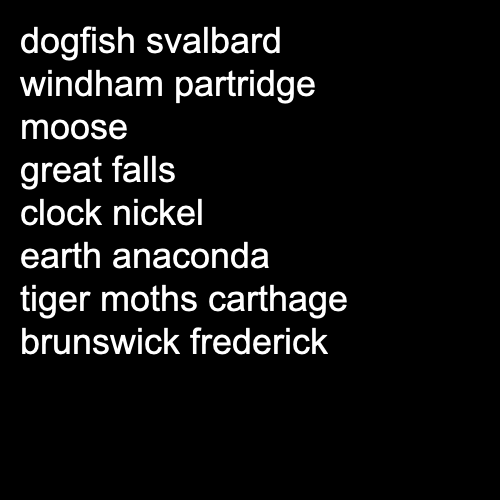 dogfish svalbard
windham partridge
moose
great falls
clock nickel
earth anaconda
tiger moths carthage
brunswick frederick